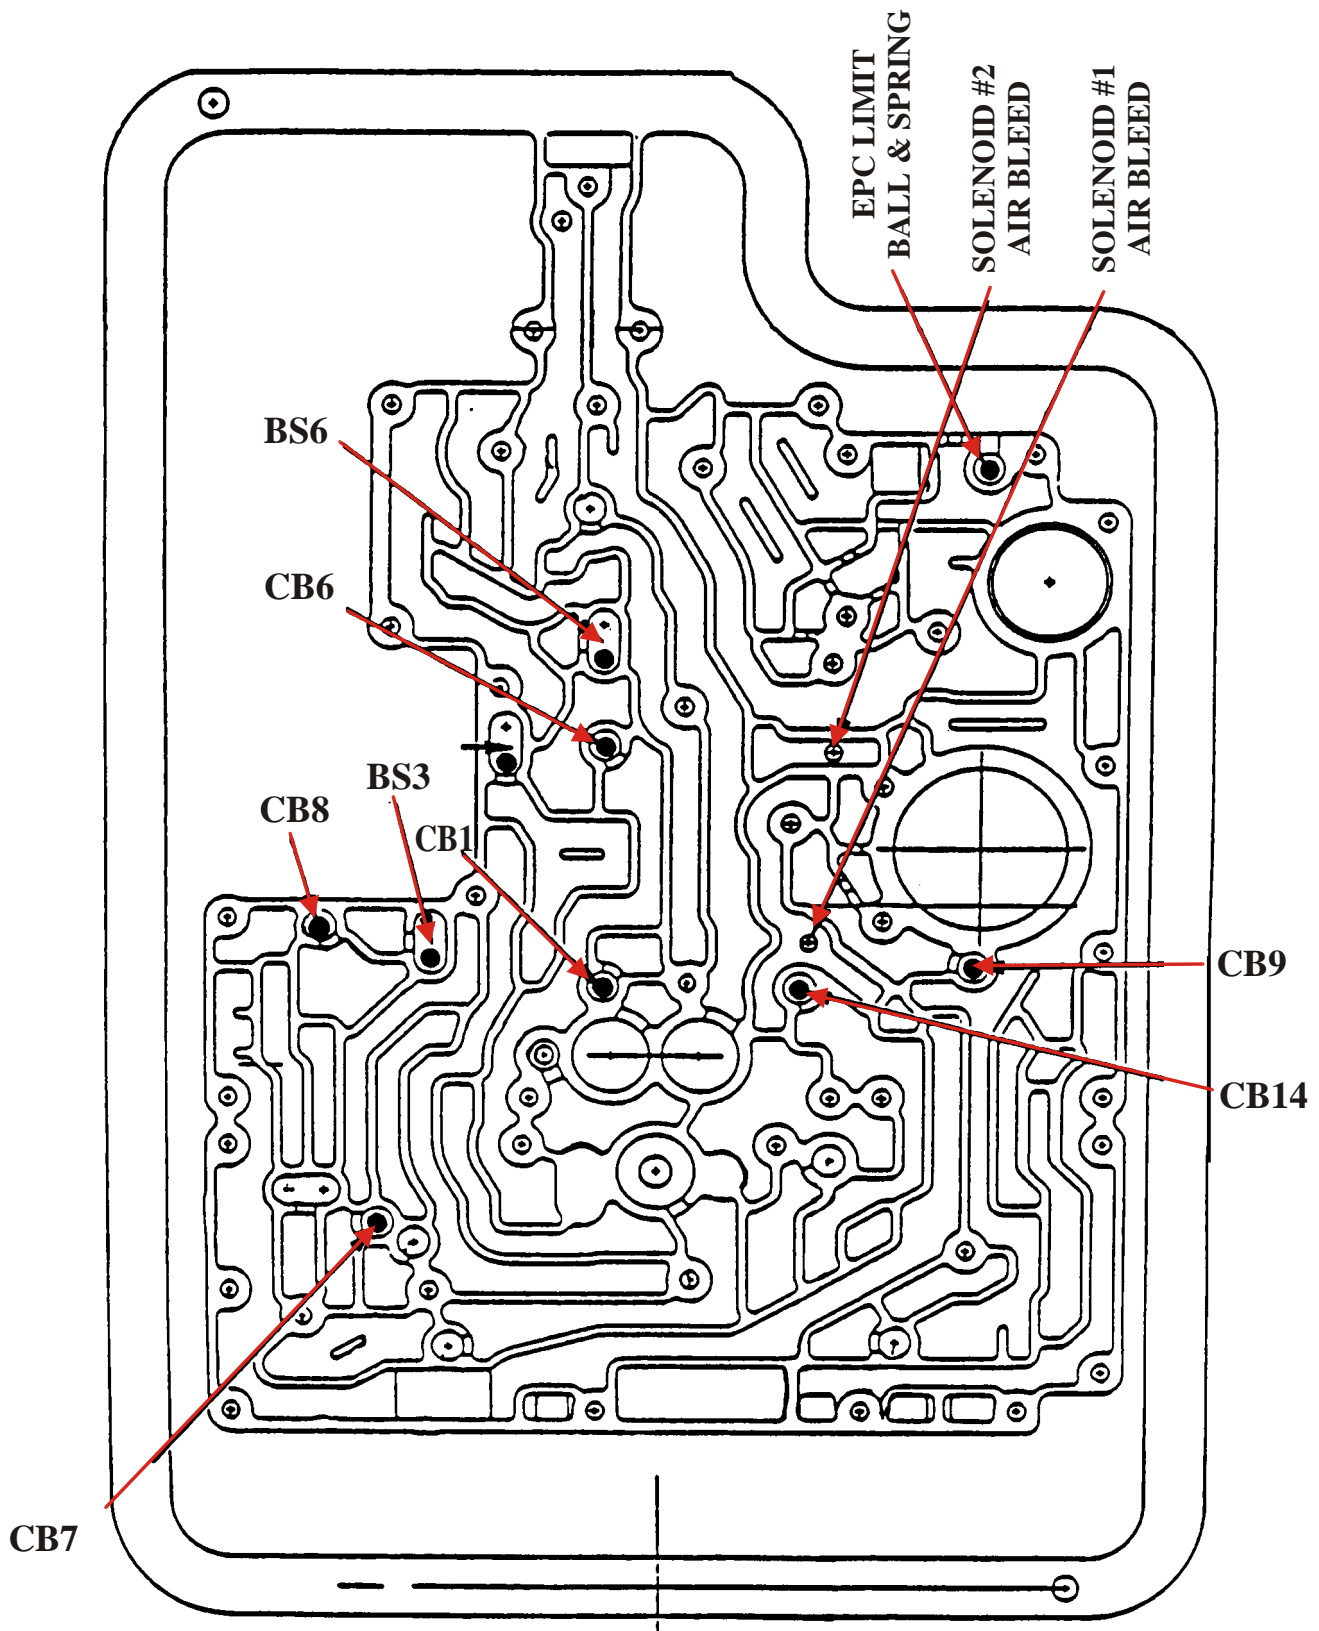 EPC LIMIT
BALL & SPRING
SOLENOID #2
AIR BLEED
SOLENOID #1
AIR BLEED
BS6
CB6
BS3
CB8
CB1
CB9
CB14
CB7